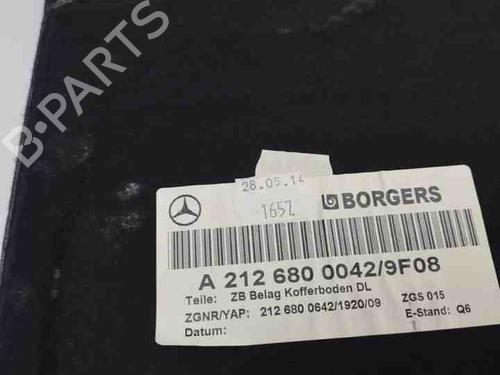 B-PARTS
28.05.14
1657
BORGERS
A 212 680 0042/9F08
Teile: ZB Belag Kofferboden DL
ZGNR/YAP: 212 680 0642/1920/09 ZGS 015
Datum: E-Stand: Q6